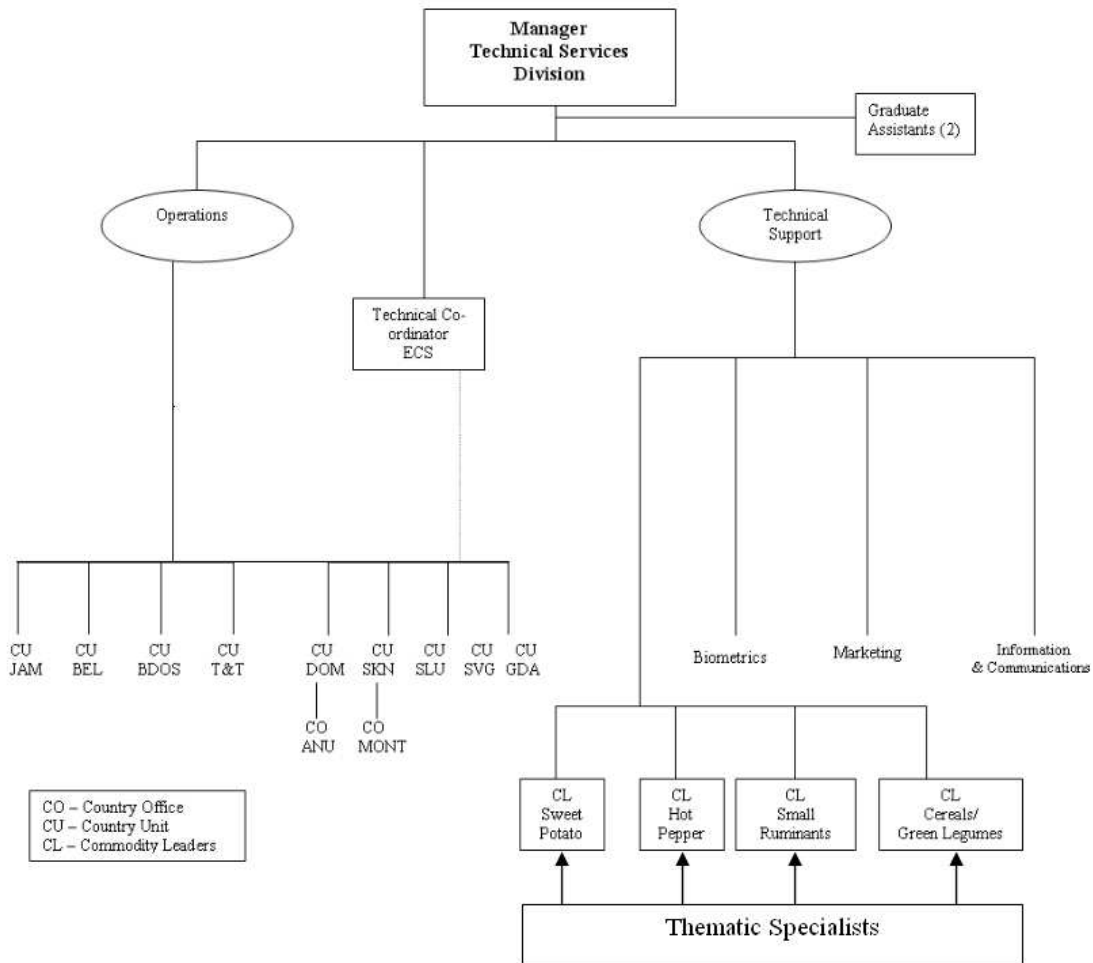 Manager
Technical Services
Division
Graduate
Assistants (2)
Operations
Technical
Support
Technical Co-
ordinator
ECS
CU CU CU CU CU CU CU CU CU
JAM BEL BDOS T&T DOM SKN SLU SVG GDA
CO CO
ANU MONT
Biometrics
Marketing
Information
& Communications
CL
Sweet
Potato
CL
Hot
Pepper
CL
Small
Ruminants
CL
Cereals/
Green Legumes
CO – Country Office
CU – Country Unit
CL – Commodity Leaders
Thematic Specialists